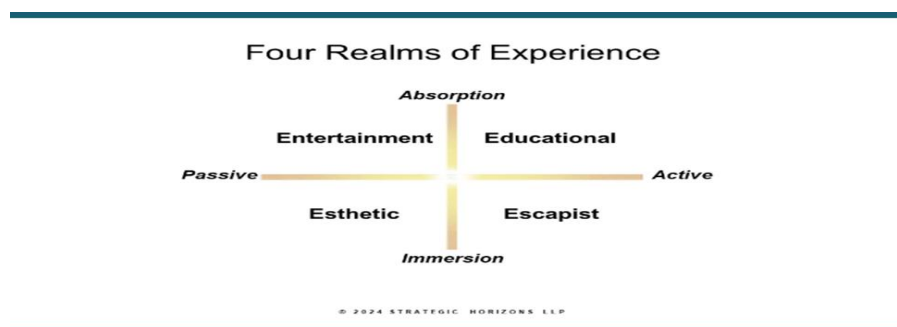 Four Realms of Experience
Absorption
Entertainment Educational
Passive Active
Esthetic Escapist
Immersion
© 2024 STRATEGIC HORIZONS LLP